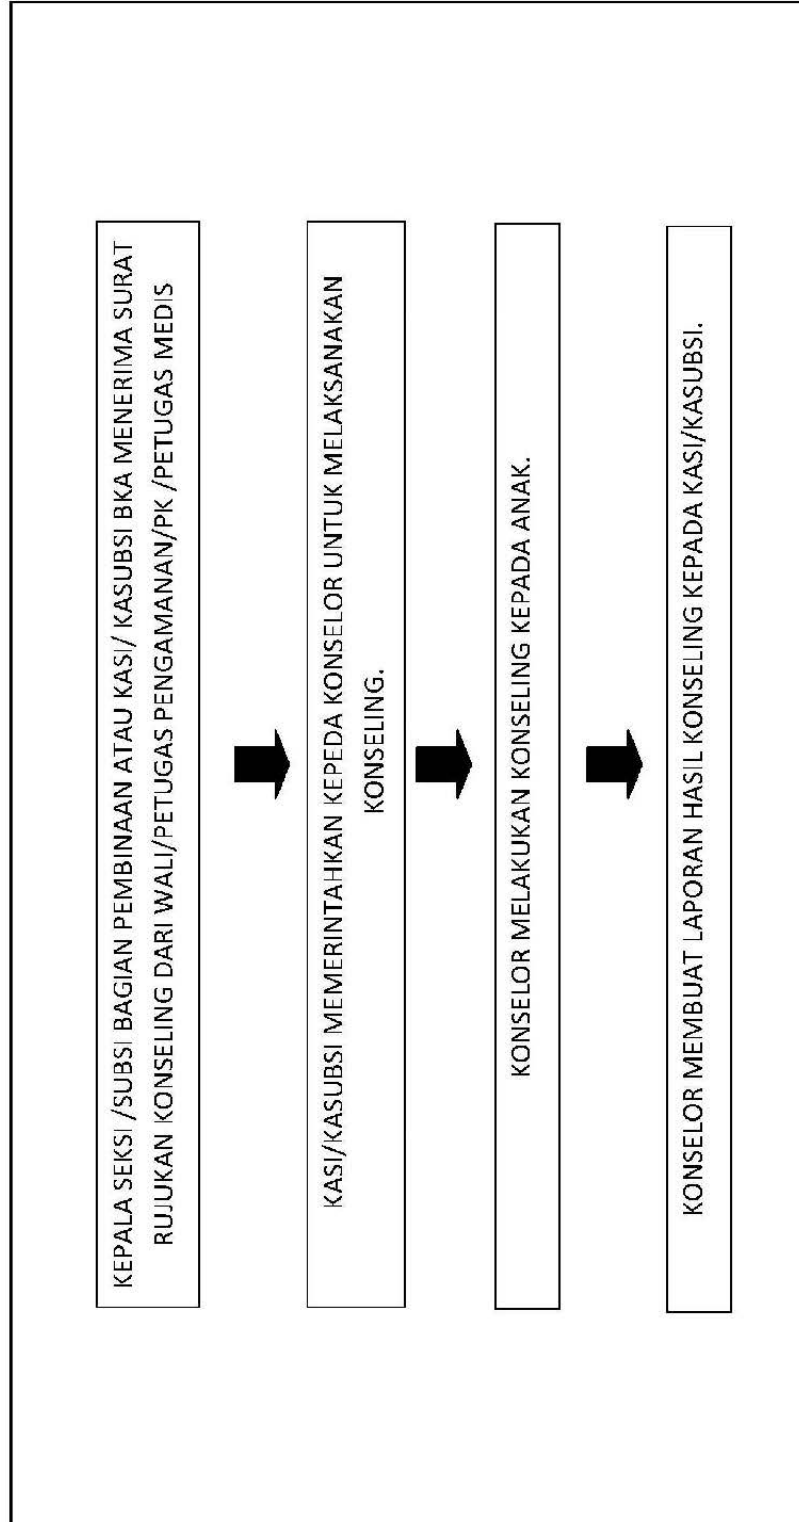 KEPALA SEKSI /SUBSI BAGIAN PEMBINAAN ATAU KASI/ KASUBSI BKA MENERIMA SURAT
RUJUKAN KONSELING DARI WALI/PETUGAS PENGAMANAN/PK /PETUGAS MEDIS
KASI/KASUBSI MEMERINTAHKAN KEPEDA KONSELOR UNTUK MELAKSANAKAN
KONSELING.
KONSELOR MELAKUKAN KONSELING KEPADA ANAK.
KONSELOR MEMBUAT LAPORAN HASIL KONSELING KEPADA KASI/KASUBSI.